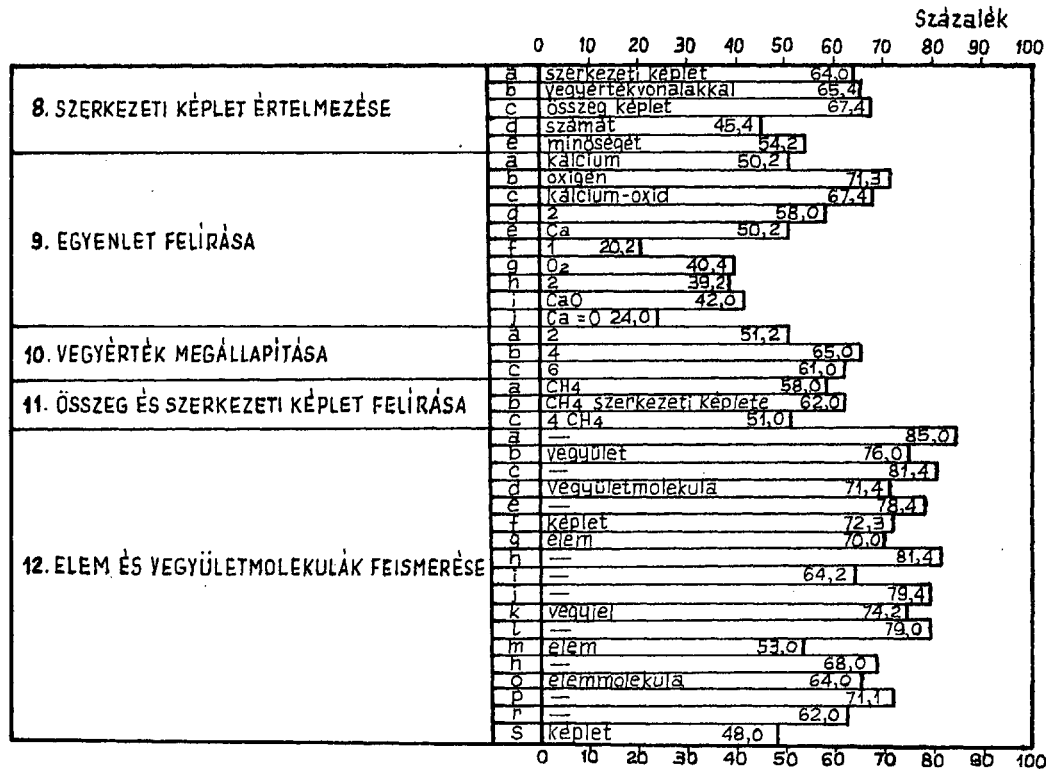 Százalék
0 10 20 30 40 50 60 70 80 90 100
8. SZERKEZETI KÉPLET ÉRTELMEZÉSE
a szerkezeti képlet 64,0
b vegyértékvonalakkal 65,4
c összeg képlet 67,4
d számát 45,4
e minőségét 54,2
9. EGYENLET FELÍRÁSA
a kálcium 50,2
b oxigén 71,3
c kálcium-oxid 67,4
d 2 58,0
e Ca 50,2
f 1 20,2
g O2 40,4
h 2 39,2
i CaO 42,0
j Ca=O 24,0
10. VEGYÉRTÉK MEGÁLLAPÍTÁSA
a 2 51,2
b 4 65,0
c 6 61,0
11. ÖSSZEG ÉS SZERKEZETI KÉPLET FELÍRÁSA
a CH4 58,0
b CH4 szerkezeti képlete 62,0
c 4 CH4 51,0
12. ELEM ÉS VEGYÜLETMOLEKULÁK FEISMERÉSE
a — 85,0
b vegyület 76,0
c — 81,4
d vegyületmolekula 71,4
e — 78,4
f képlet 72,3
g elem 70,0
h — 81,4
i — 64,2
j — 79,4
k vegyjel 74,2
l — 79,0
m elem 53,0
n — 68,0
o elemmolekula 64,0
p — 71,1
r — 62,0
s képlet 48,0
0 10 20 30 40 50 60 70 80 90 100